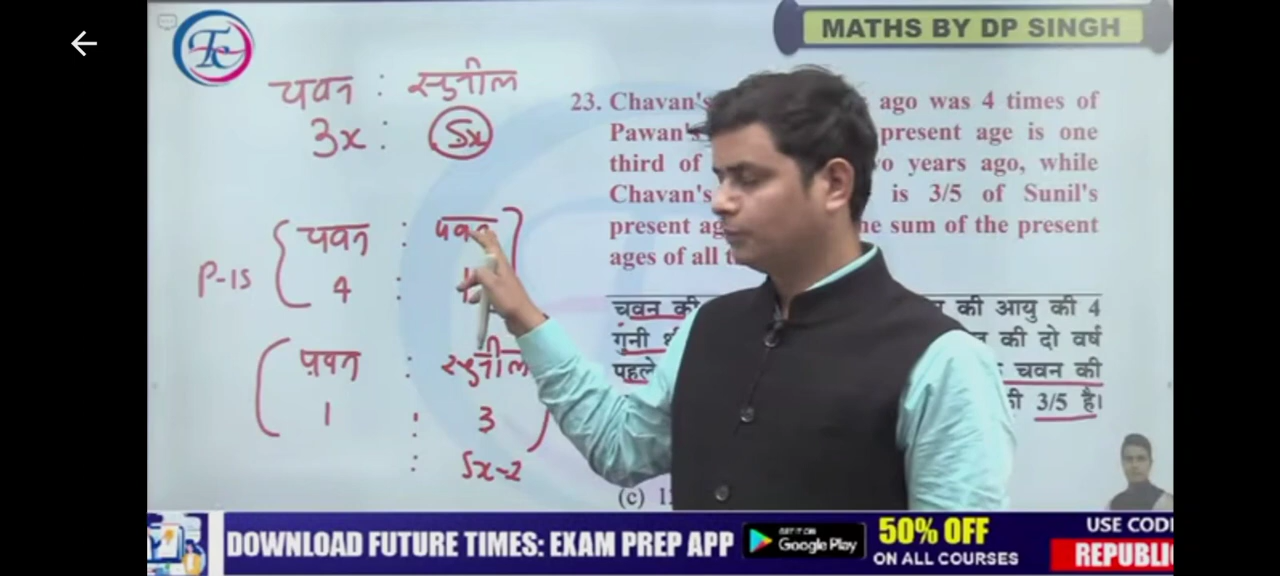 Te
MATHS BY DP SINGH
चवन : सुनील
3x : 5x
23. Chavan's ago was 4 times of
Pawan's present age is one
third of years ago, while
Chavan's is 3/5 of Sunil's
present sum of the present
ages of all
P-15
चवन : पवन
4 :
पवन : सुनील
1 : 3
: 5x-2
चवन की की आयु की 4
गुनी की दो वर्ष
पहले चवन की
3/5 है।
(c)
DOWNLOAD FUTURE TIMES: EXAM PREP APP
GET IT ON
Google Play
50% OFF
ON ALL COURSES
USE